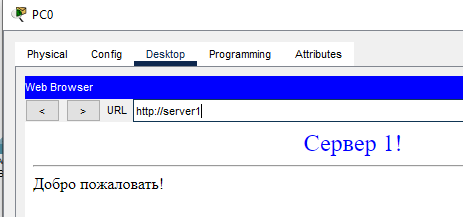 PC0
Physical Config Desktop Programming Attributes
Web Browser
< > URL http://server1
Сервер 1!
Добро пожаловать!